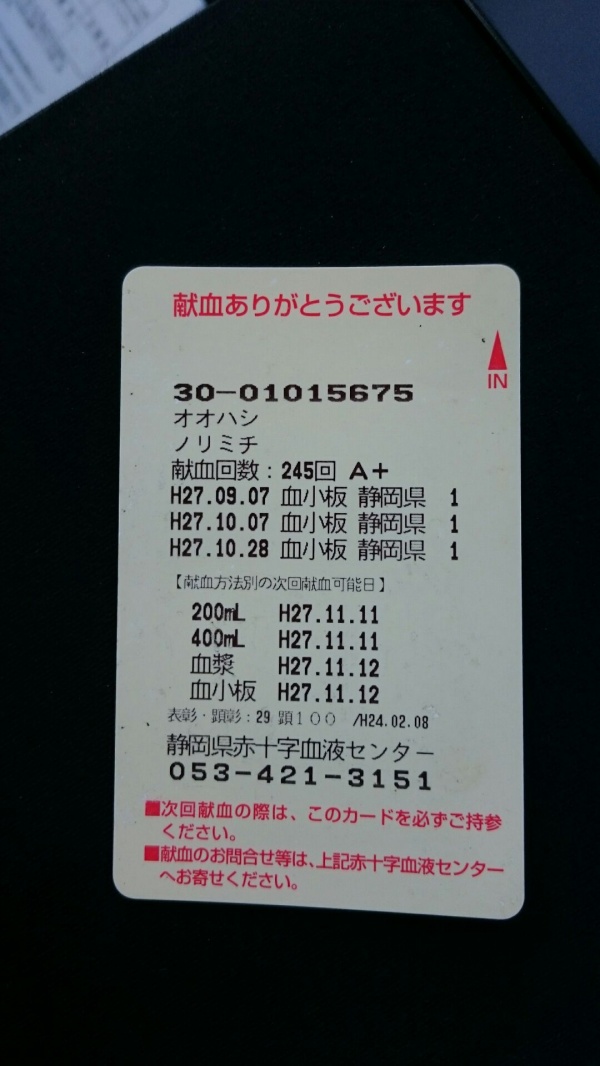 献血ありがとうございます
IN
30-01015675
オオハシ
ノリミチ
献血回数：245回 A+
H27.09.07 血小板 静岡県 1
H27.10.07 血小板 静岡県 1
H27.10.28 血小板 静岡県 1
【献血方法別の次回献血可能日】
200mL H27.11.11
400mL H27.11.11
血漿 H27.11.12
血小板 H27.11.12
表彰・顕彰：29 顕100 /H24.02.08
静岡県赤十字血液センター
053-421-3151
■次回献血の際は、このカードを必ずご持参
ください。
■献血のお問合せ等は、上記赤十字血液センター
へお寄せください。